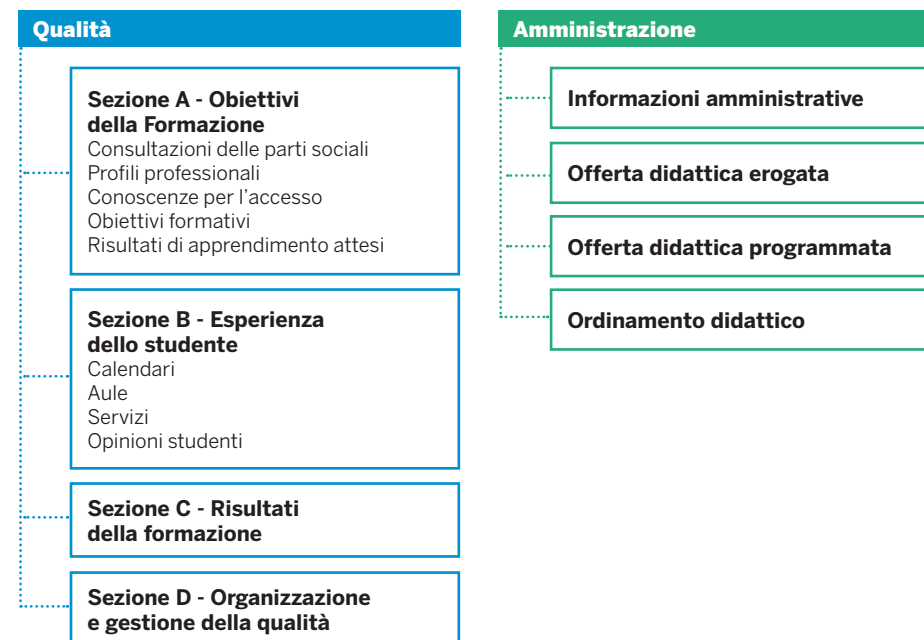 Qualità
Sezione A - Obiettivi
della Formazione
Consultazioni delle parti sociali
Profili professionali
Conoscenze per l'accesso
Obiettivi formativi
Risultati di apprendimento attesi
Sezione B - Esperienza
dello studente
Calendari
Aule
Servizi
Opinioni studenti
Sezione C - Risultati
della formazione
Sezione D - Organizzazione
e gestione della qualità
Amministrazione
Informazioni amministrative
Offerta didattica erogata
Offerta didattica programmata
Ordinamento didattico